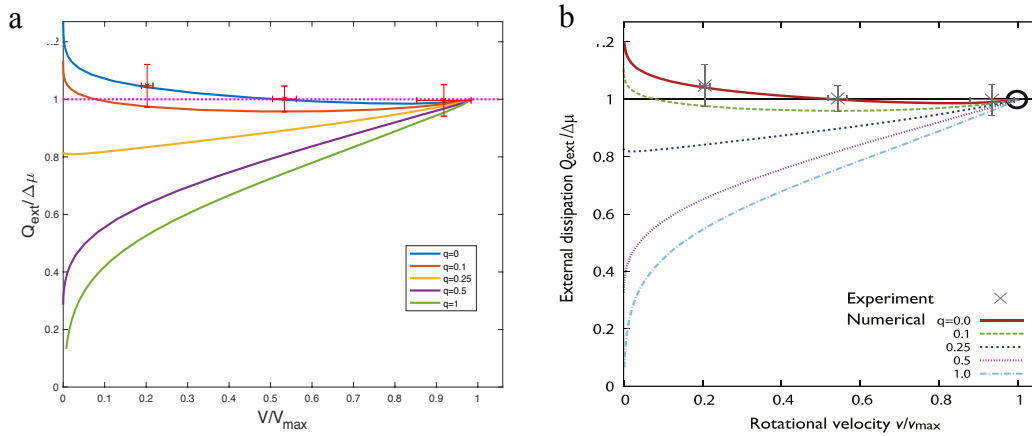 a
1
0.8
0.6
0.4
0.2
0
Q_ext/Δμ
q=0
q=0.1
q=0.25
q=0.5
q=1
0 0.1 0.2 0.3 0.4 0.5 0.6 0.7 0.8 0.9 1
V/V_max
b
1
0.8
0.6
0.4
0.2
0
External dissipation Q_ext/Δμ
Experiment
Numerical q=0.0
0.1
0.25
0.5
1.0
0 0.2 0.4 0.6 0.8 1
Rotational velocity v/v_max